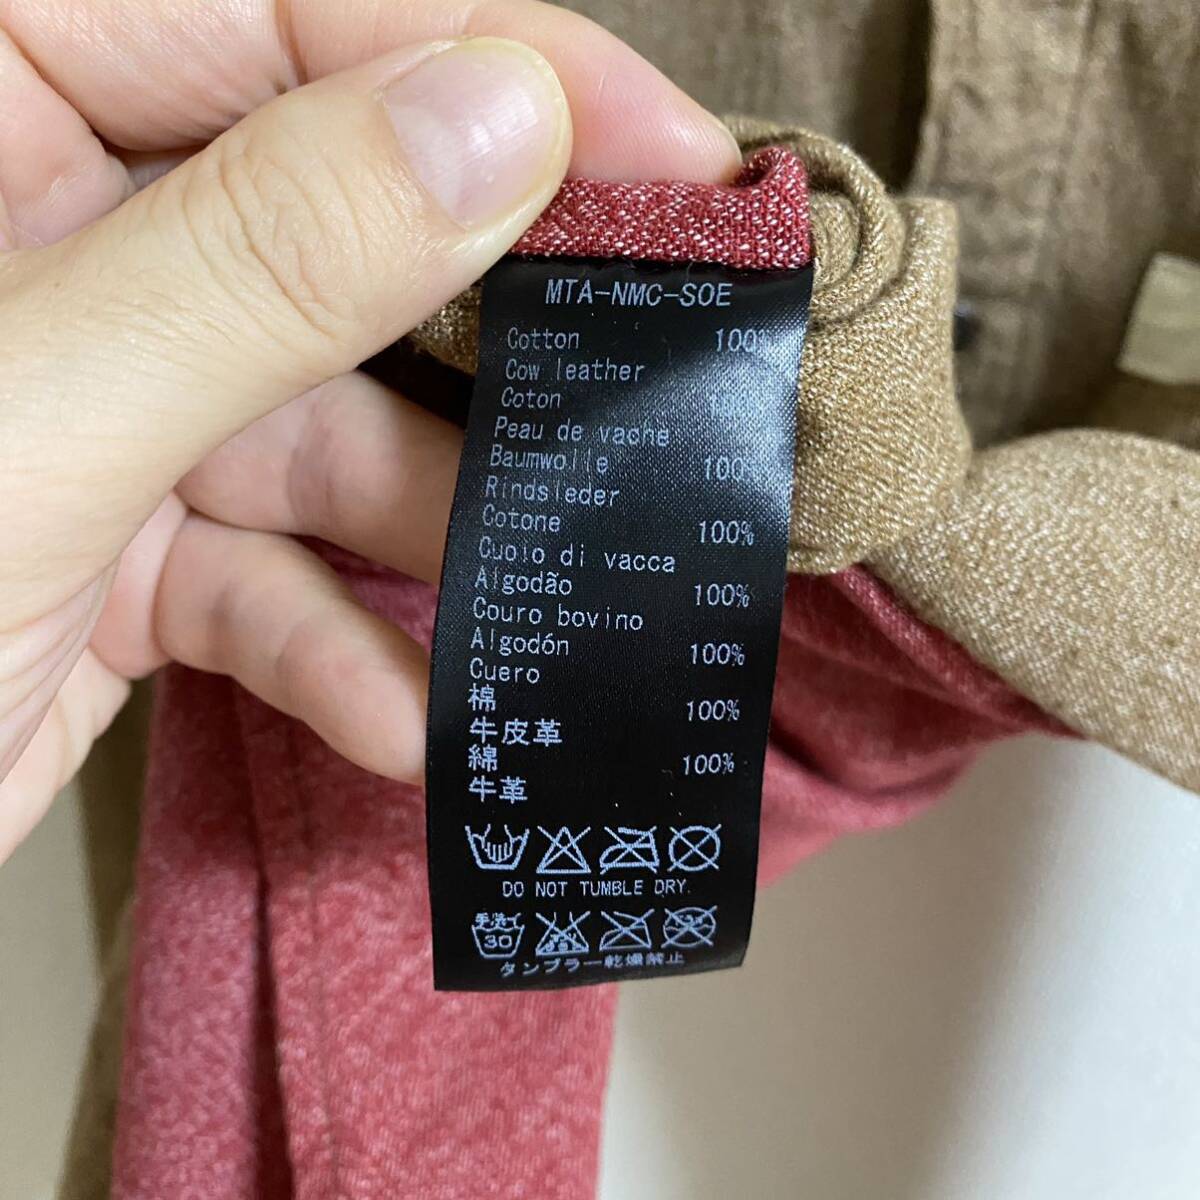 MTA-NMC-SOE
Cotton 100%
Cow leather
Coton
Peau de vache
Baumwolle 100%
Rindsleder
Cotone 100%
Cuoio di vacca
Algodão 100%
Couro bovino
Algodón 100%
Cuero
棉 100%
牛皮革
綿 100%
牛革
DO NOT TUMBLE DRY.
手洗イ
30
タンブラー乾燥禁止